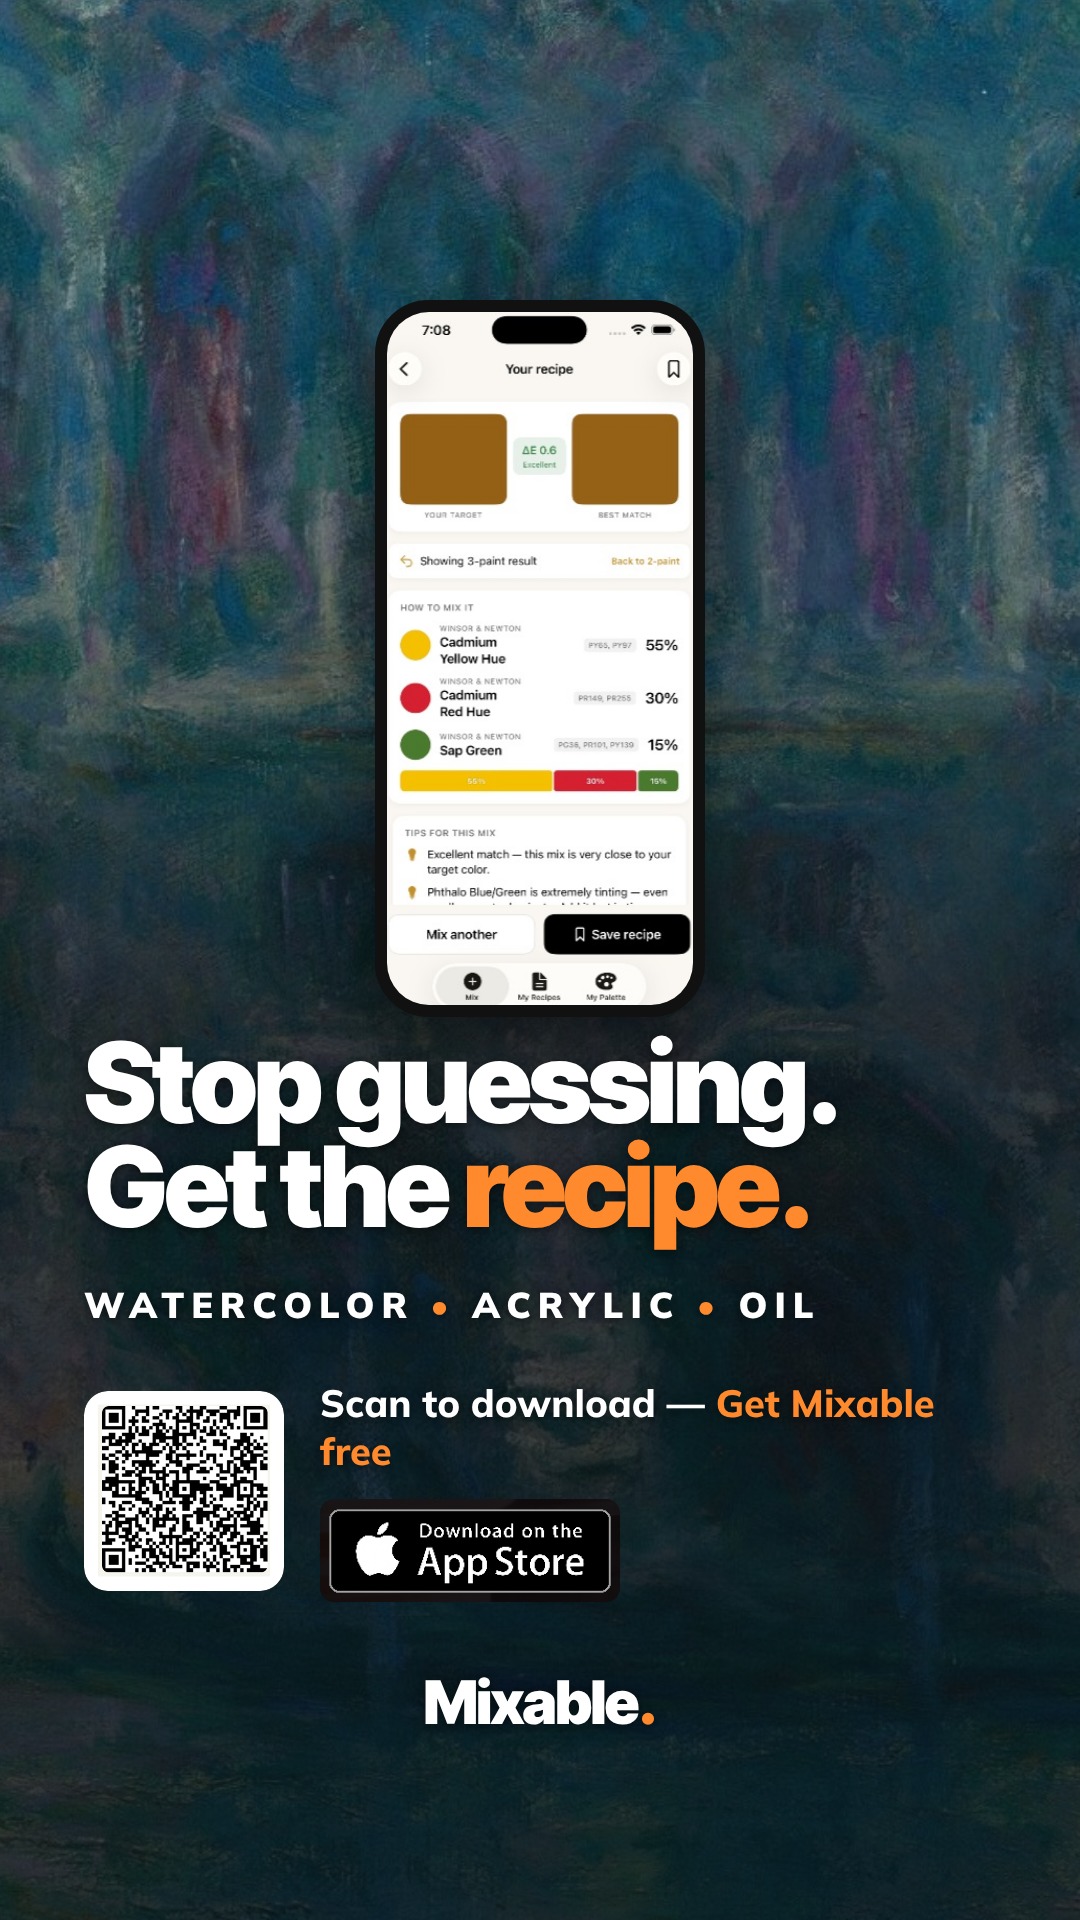 7:08
Your recipe
ΔE 0.6
Excellent
YOUR TARGET
BEST MATCH
Showing 3-paint result
Back to 2-paint
HOW TO MIX IT
WINSOR & NEWTON
Cadmium
Yellow Hue
PY65, PY97
55%
WINSOR & NEWTON
Cadmium
Red Hue
PR149, PR255
30%
WINSOR & NEWTON
Sap Green
PG36, PR101, PY139
15%
55%
30%
15%
TIPS FOR THIS MIX
Excellent match — this mix is very close to your
target color.
Phthalo Blue/Green is extremely tinting — even
Mix another
Save recipe
Mix
My Recipes
My Palette
Stop guessing.
Get the recipe.
WATERCOLOR • ACRYLIC • OIL
Scan to download — Get Mixable
free
Download on the
App Store
Mixable.